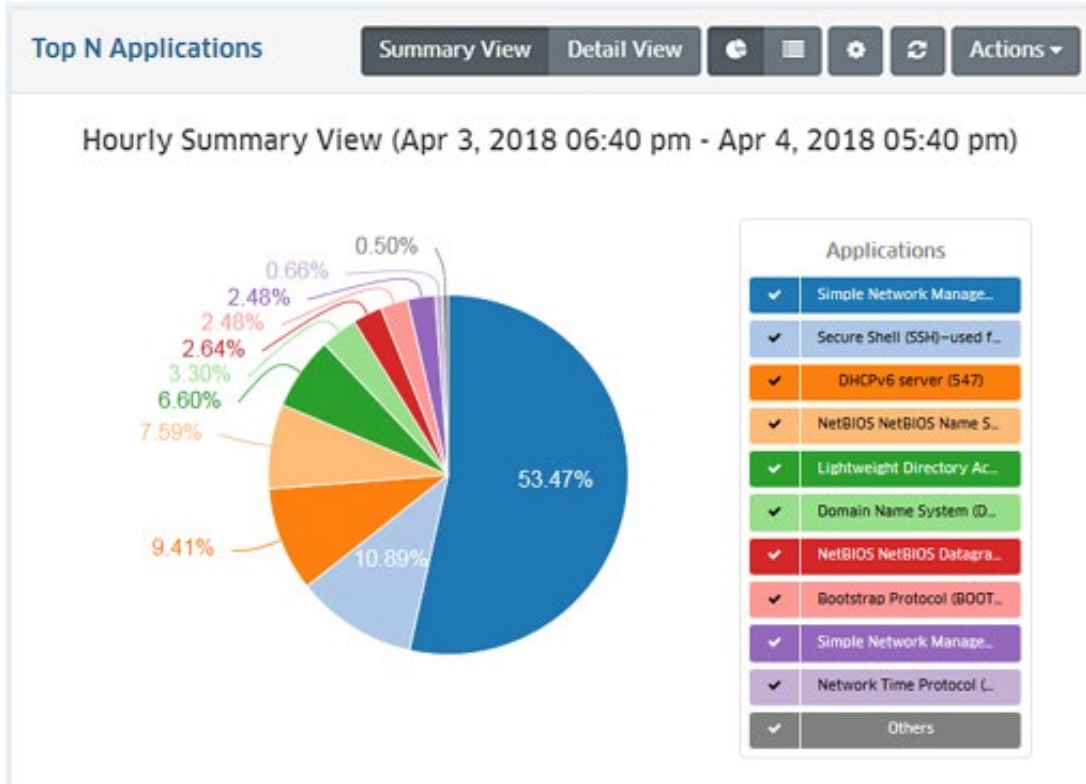 Top N Applications
Summary View
Detail View
Actions
Hourly Summary View (Apr 3, 2018 06:40 pm - Apr 4, 2018 05:40 pm)
0.50%
0.66%
2.48%
2.48%
2.64%
3.30%
6.60%
7.59%
9.41%
10.89%
53.47%
Applications
Simple Network Manage...
Secure Shell (SSH)—used f...
DHCPv6 server (547)
NetBIOS NetBIOS Name S...
Lightweight Directory Ac...
Domain Name System (D...
NetBIOS NetBIOS Datagra...
Bootstrap Protocol (BOOT...
Simple Network Manage...
Network Time Protocol (...
Others